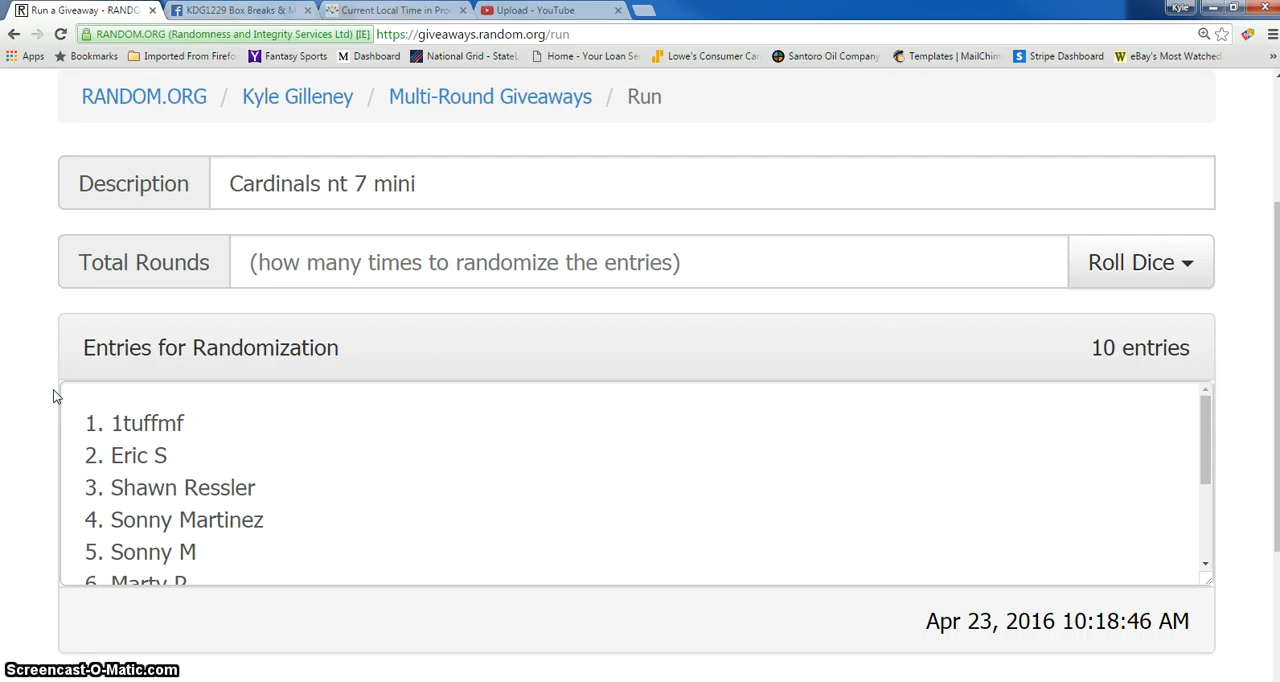 Run a Giveaway - RANDO
KDG1229 Box Breaks & M
Current Local Time in Pro
Upload - YouTube
Kyle
RANDOM.ORG (Randomness and Integrity Services Ltd) [IE] https://giveaways.random.org/run
Apps Bookmarks Imported From Firefo Fantasy Sports Dashboard National Grid - StateL Home - Your Loan Se Lowe's Consumer Car Santoro Oil Company Templates | MailChim Stripe Dashboard eBay's Most Watched »
RANDOM.ORG / Kyle Gilleney / Multi-Round Giveaways / Run
Description Cardinals nt 7 mini
Total Rounds (how many times to randomize the entries) Roll Dice
Entries for Randomization 10 entries
1. 1tuffmf
2. Eric S
3. Shawn Ressler
4. Sonny Martinez
5. Sonny M
6. Marty P
Apr 23, 2016 10:18:46 AM
Screencast-O-Matic.com